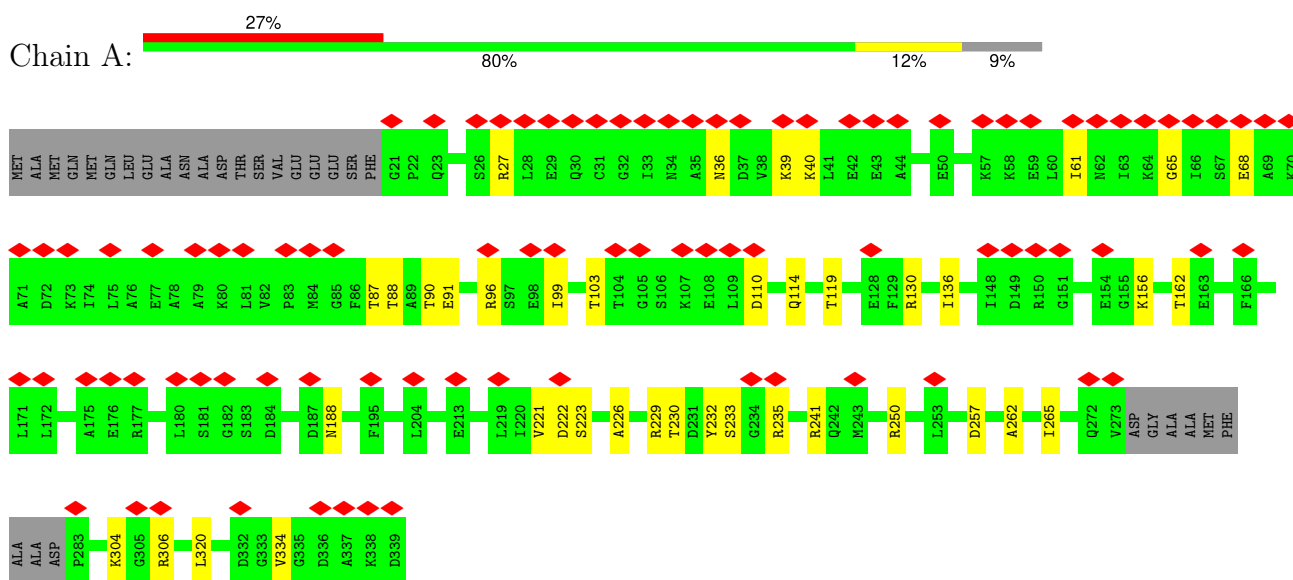 27%
Chain A:
80% 12% 9%
MET ALA MET GLN MET GLN LEU GLU ALA ASN ALA ASP THR SER VAL GLU GLU GLU SER PHE G21 P22 Q23 S26 R27 L28 E29 Q30 C31 G32 I33 N34 A35 N36 D37 V38 K39 K40 L41 E42 E43 A44 E50 K57 K58 E59 L60 I61 N62 I63 K64 G65 I66 S67 E68 A69 K70
A71 D72 K73 I74 L75 A76 E77 A78 A79 K80 L81 V82 P83 M84 G85 F86 T87 T88 A89 T90 E91 R96 S97 E98 I99 T103 T104 G105 S106 K107 E108 L109 D110 Q114 T119 E128 F129 R130 I136 I148 D149 R150 G151 E154 G155 K156 T162 E163 F166
L171 L172 A175 E176 R177 L180 S181 G182 S183 D184 D187 N188 F195 L204 E213 L219 I220 V221 D222 S223 A226 R229 T230 D231 Y232 S233 G234 R235 R241 Q242 M243 R250 L253 D257 A262 I265 Q272 V273 ASP GLY ALA ALA MET PHE
ALA ALA ASP P283 K304 G305 R306 L320 D332 G333 V334 G335 D336 A337 K338 D339